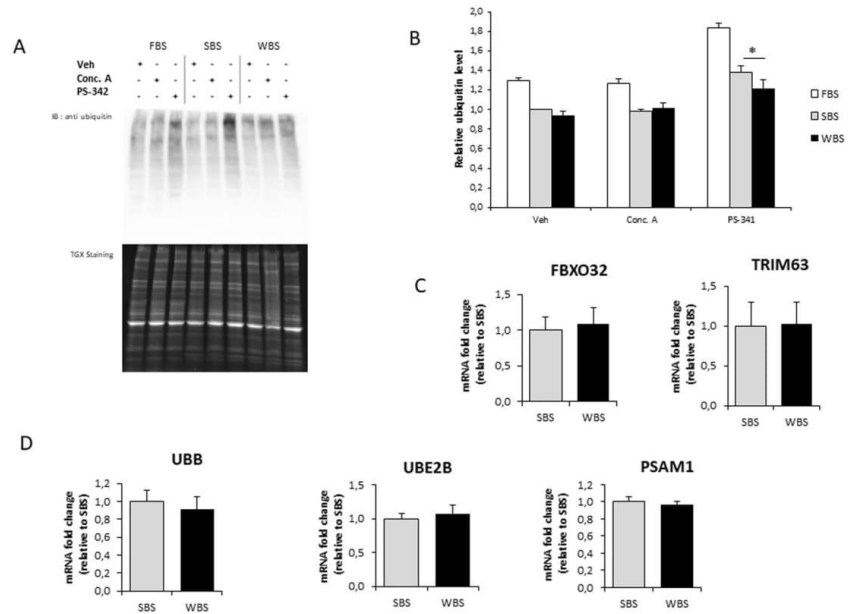 A
FBS SBS WBS
Veh + - - + - - + - -
Conc. A - + - - + - - + -
PS-342 - - + - - + - - +
IB : anti ubiquitin
TGX Staining
B
Relative ubiquitin level
2,0
1,8
1,6
1,4
1,2
1,0
0,8
0,6
0,4
0,2
0,0
*
Veh Conc. A PS-341
FBS
SBS
WBS
C
FBXO32
mRNA fold change
(relative to SBS)
1,5
1,0
0,5
0,0
SBS WBS
TRIM63
mRNA fold change
(relative to SBS)
1,5
1,0
0,5
0,0
SBS WBS
D
UBB
mRNA fold change
(relative to SBS)
1,2
1,0
0,8
0,6
0,4
0,2
0,0
SBS WBS
UBE2B
mRNA fold change
(relative to SBS)
1,5
1,0
0,5
0,0
SBS WBS
PSAM1
mRNA fold change
(relative to SBS)
1,2
1,0
0,8
0,6
0,4
0,2
0,0
SBS WBS